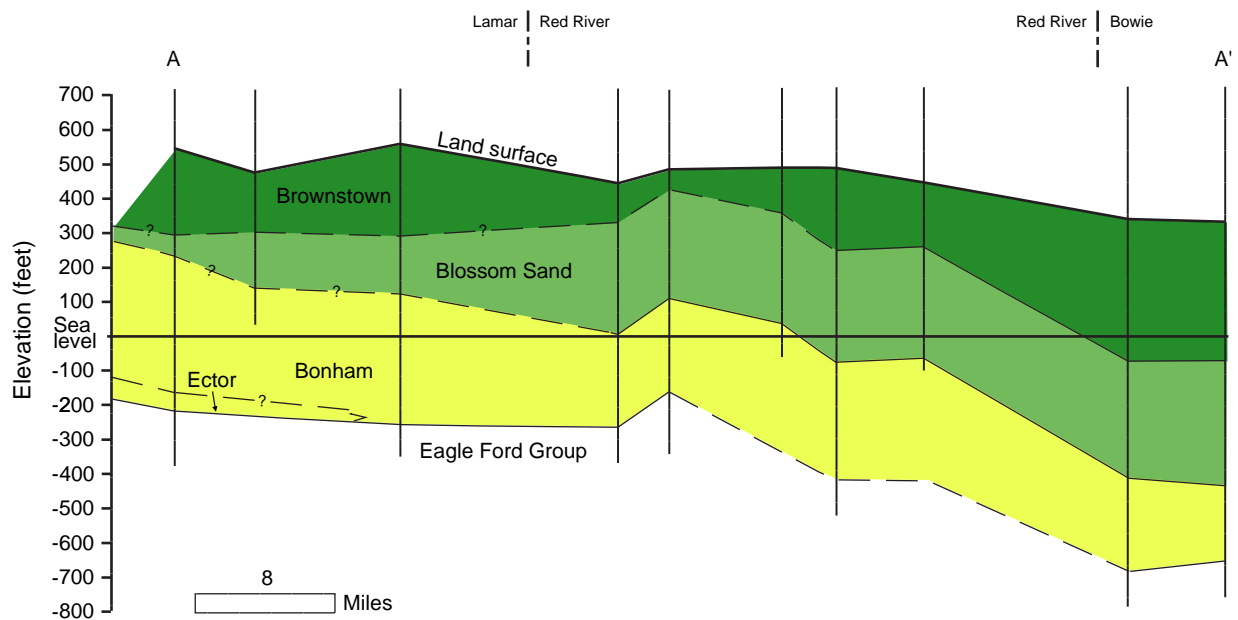 Lamar Red River
Red River Bowie
A
A'
700
600
500
400
300
200
100
Sea
level
-100
-200
-300
-400
-500
-600
-700
-800
Elevation (feet)
Land surface
Brownstown
?
?
Blossom Sand
?
?
Bonham
Ector
?
Eagle Ford Group
8
Miles